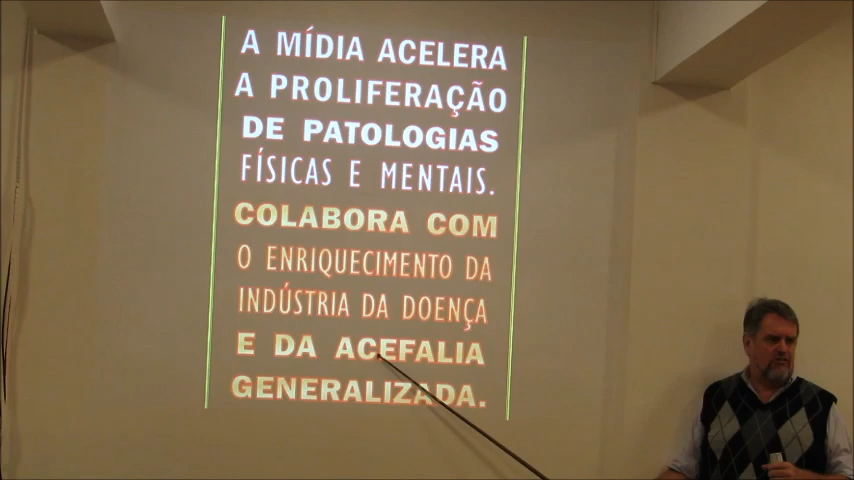 A MÍDIA ACELERA
A PROLIFERAÇÃO
DE PATOLOGIAS
FÍSICAS E MENTAIS.
COLABORA COM
O ENRIQUECIMENTO DA
INDÚSTRIA DA DOENÇA
E DA ACEFALIA
GENERALIZADA.